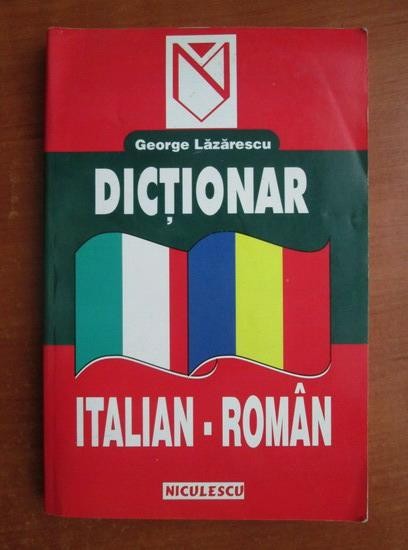 George Lăzărescu
DICȚIONAR
ITALIAN - ROMÂN
NICULESCU